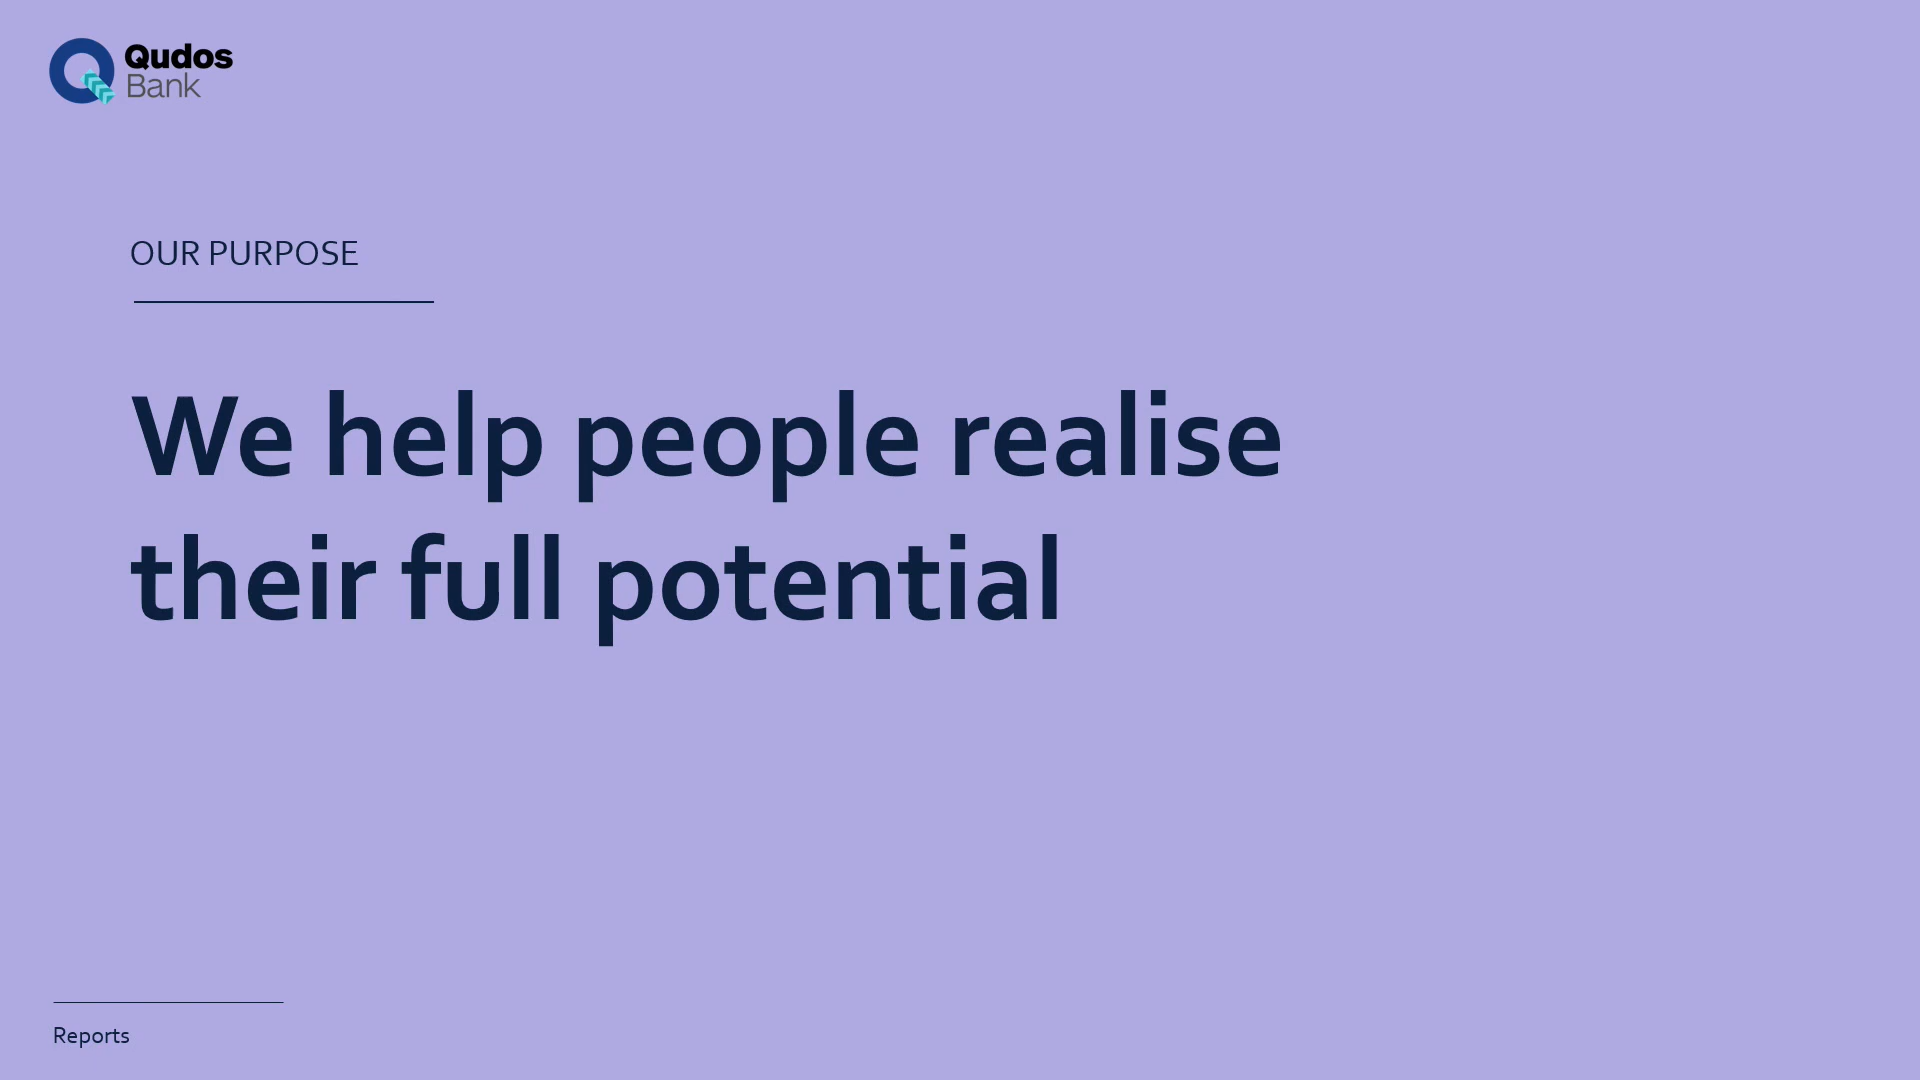 Qudos
Bank
OUR PURPOSE
We help people realise
their full potential
Reports